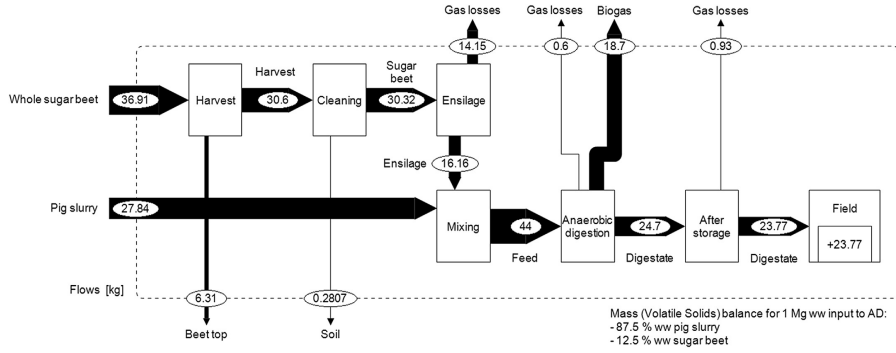 Gas losses
Gas losses
Biogas
Gas losses
14.15
0.6
18.7
0.93
Harvest
Sugar
beet
Whole sugar beet
36.91
Harvest
30.6
Cleaning
30.32
Ensilage
Ensilage
16.16
Pig slurry
27.84
Mixing
44
Feed
Anaerobic
digestion
24.7
Digestate
After
storage
23.77
Digestate
Field
+23.77
Flows [kg]
6.31
0.2807
Beet top
Soil
Mass (Volatile Solids) balance for 1 Mg ww input to AD:
- 87.5 % ww pig slurry
- 12.5 % ww sugar beet